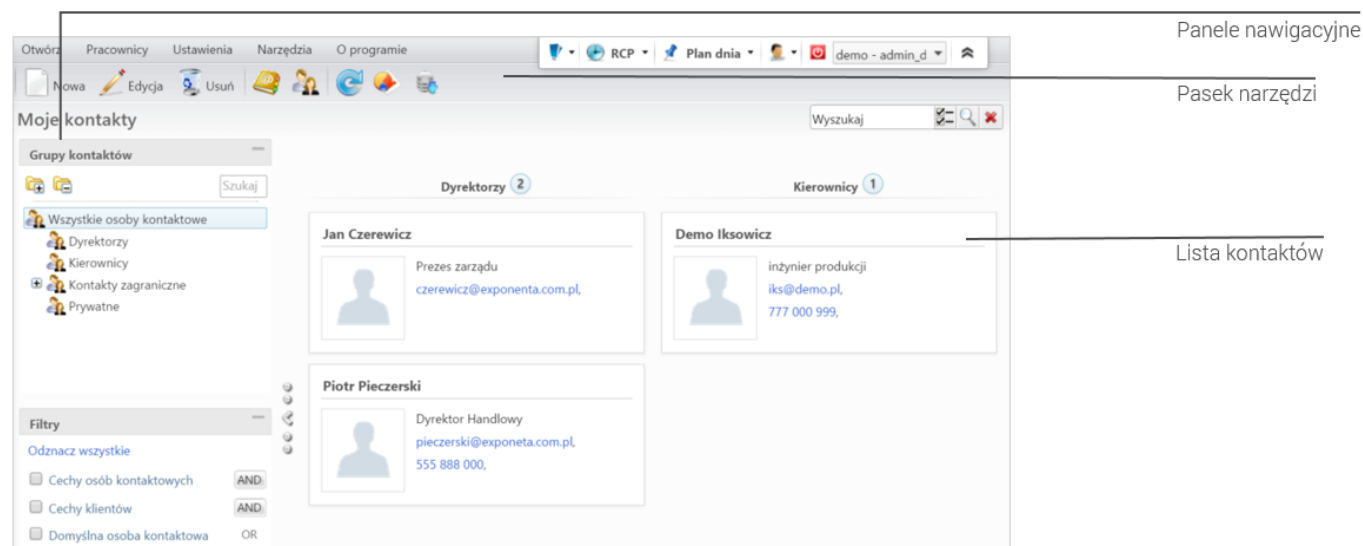 Panele nawigacyjne
Otwórz Pracownicy Ustawienia Narzędzia O programie
RCP Plan dnia demo - admin_d
Nowa Edycja Usuń
Pasek narzędzi
Moje kontakty
Wyszukaj
Grupy kontaktów
Szukaj
Wszystkie osoby kontaktowe
Dyrektorzy
Kierownicy
Kontakty zagraniczne
Prywatne
Filtry
Odznacz wszystkie
Cechy osób kontaktowych AND
Cechy klientów AND
Domyślna osoba kontaktowa OR
Dyrektorzy 2
Jan Czerewicz
Prezes zarządu
czerewicz@exponenta.com.pl,
Piotr Pieczerski
Dyrektor Handlowy
pieczerski@exponeta.com.pl,
555 888 000,
Kierownicy 1
Demo Iksowicz
inżynier produkcji
iks@demo.pl,
777 000 999,
Lista kontaktów